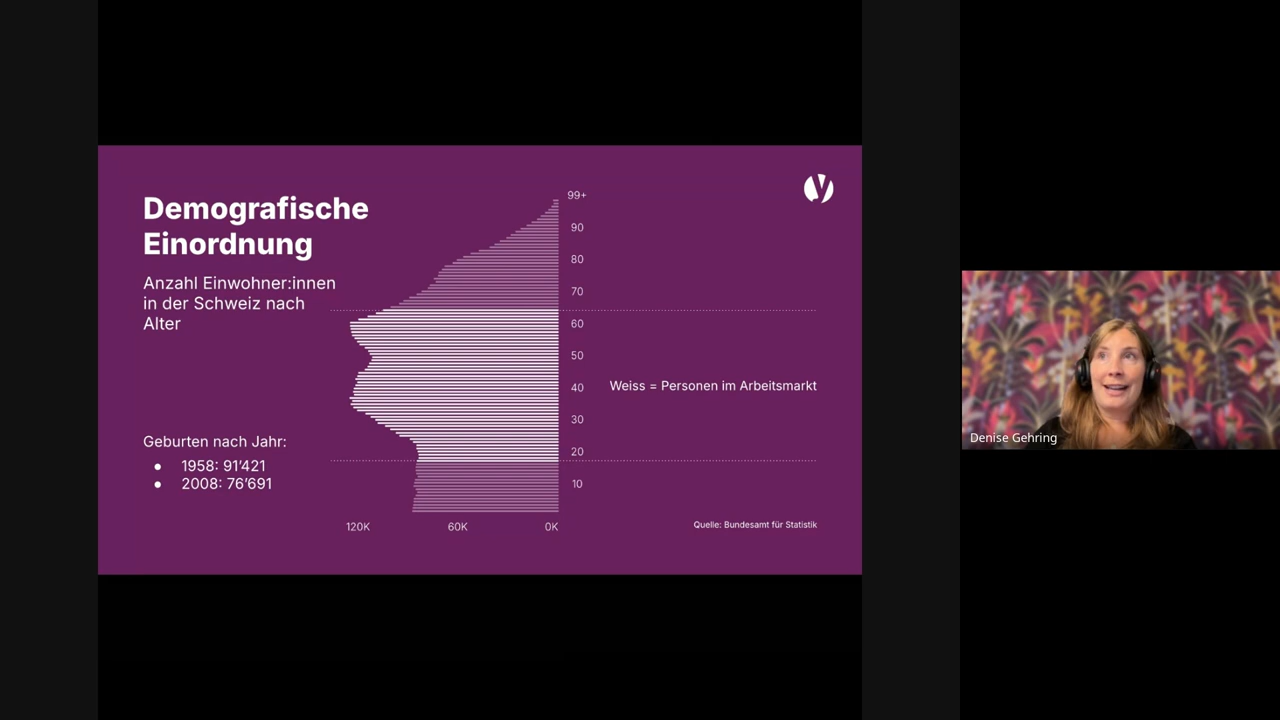 Demografische
Einordnung
Anzahl Einwohner:innen
in der Schweiz nach
Alter
Geburten nach Jahr:
● 1958: 91’421
● 2008: 76’691
99+
90
80
70
60
50
40
30
20
10
120K 60K 0K
Weiss = Personen im Arbeitsmarkt
Quelle: Bundesamt für Statistik
Denise Gehring